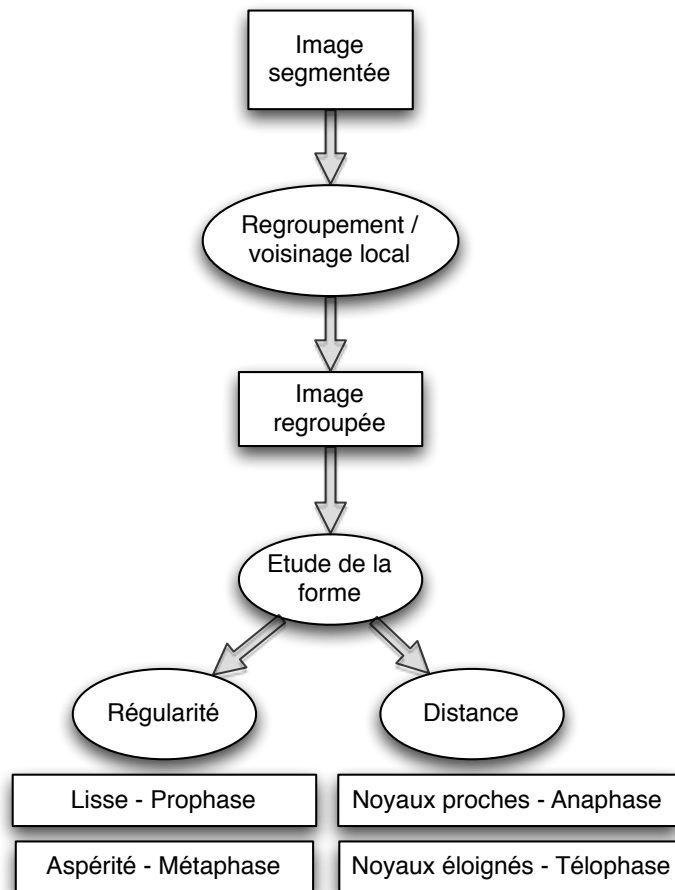 Image
segmentée
Regroupement /
voisinage local
Image
regroupée
Etude de la
forme
Régularité
Distance
Lisse - Prophase
Noyaux proches - Anaphase
Aspérité - Métaphase
Noyaux éloignés - Télophase